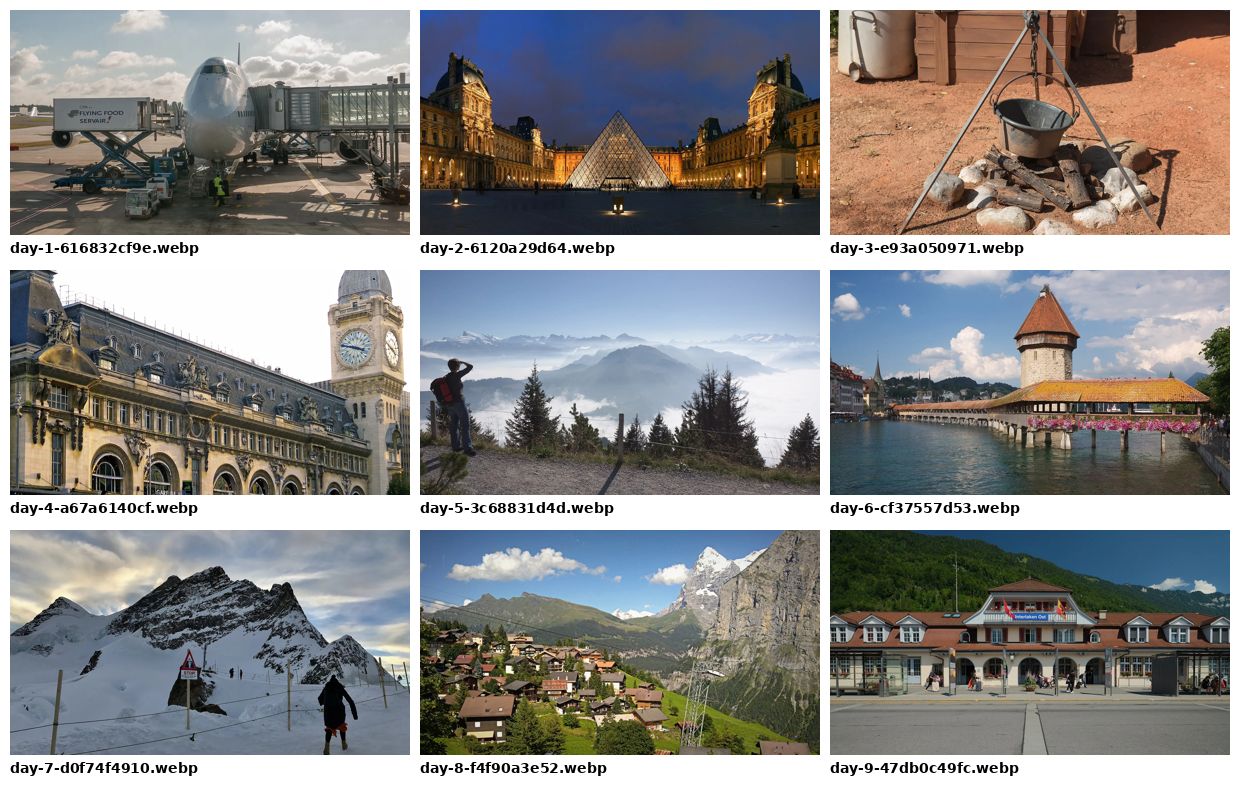 FLYING FOOD
SERVAIR
day-1-616832cf9e.webp
day-2-6120a29d64.webp
day-3-e93a050971.webp
day-4-a67a6140cf.webp
day-5-3c68831d4d.webp
day-6-cf37557d53.webp
STOP
Interlaken Ost
day-7-d0f74f4910.webp
day-8-f4f90a3e52.webp
day-9-47db0c49fc.webp